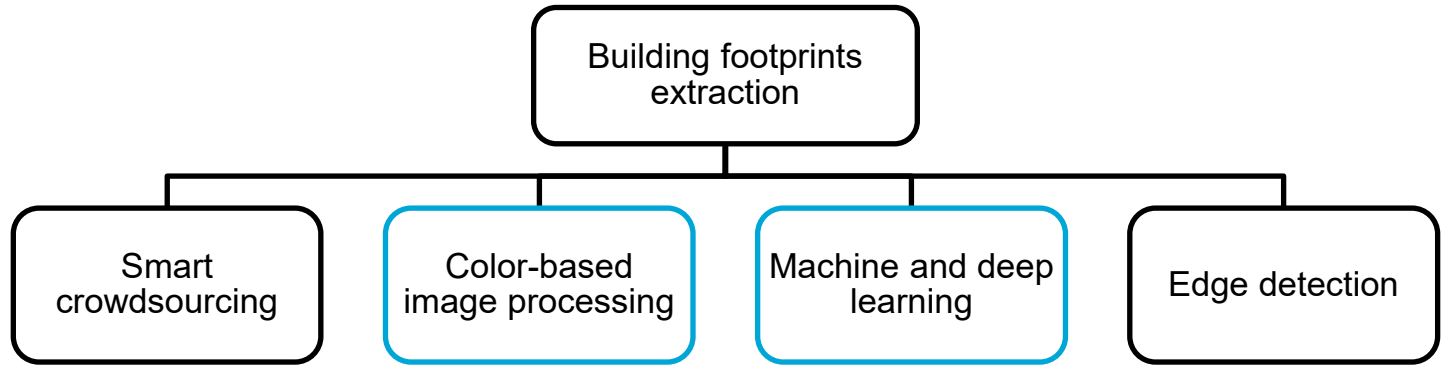 Building footprints
extraction
Smart
crowdsourcing
Color-based
image processing
Machine and deep
learning
Edge detection